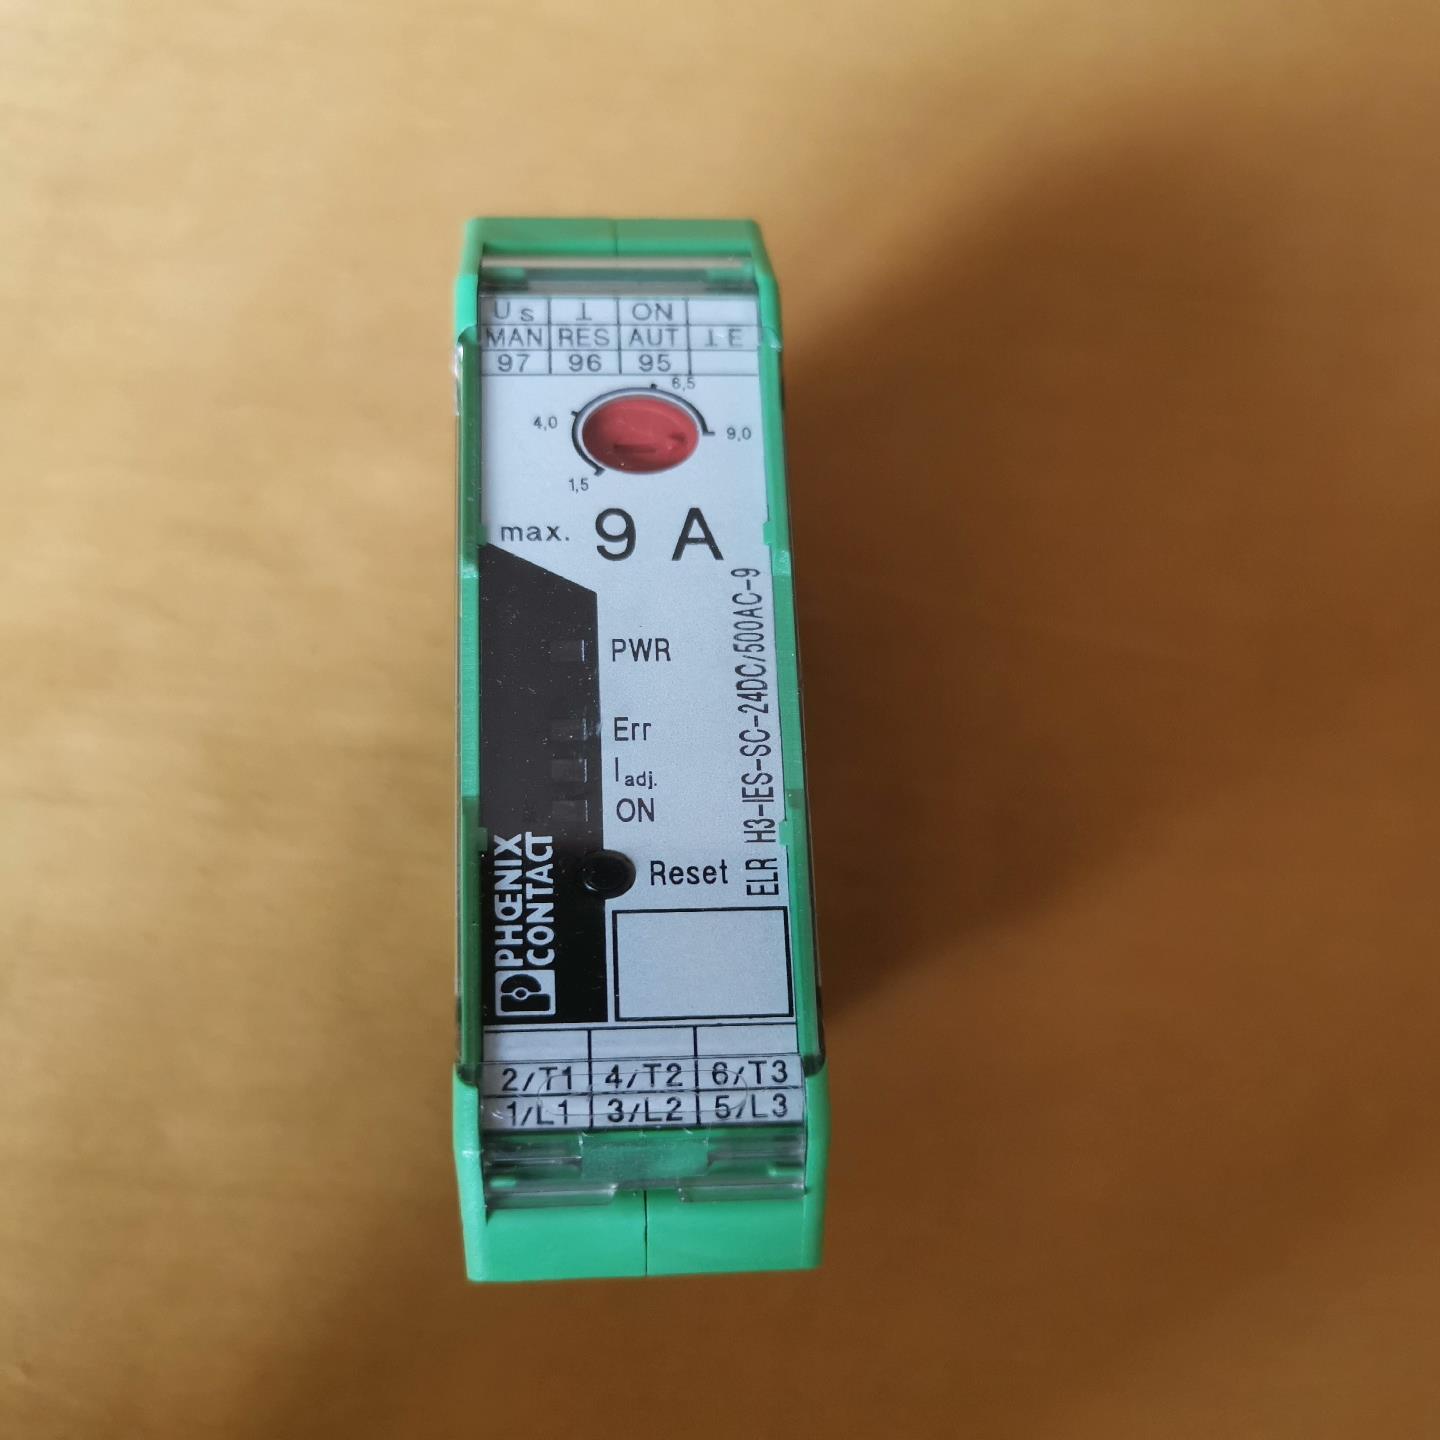 Us ⊥ ON
MAN RES AUT ⊥E
97 96 95
6,5
4,0
9,0
1,5
max. 9 A
PWR
Err
Iadj.
ON
Reset
ELR H3-IES-SC-24DC/500AC-9
PHŒNIX
CONTACT
2/T1 4/T2 6/T3
1/L1 3/L2 5/L3